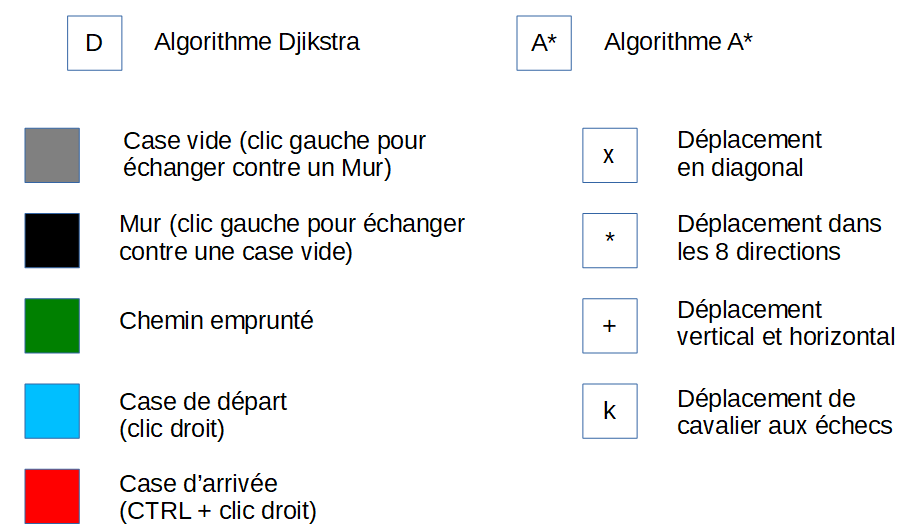 D Algorithme Djikstra
A* Algorithme A*
Case vide (clic gauche pour
échanger contre un Mur)
Mur (clic gauche pour échanger
contre une case vide)
Chemin emprunté
Case de départ
(clic droit)
Case d'arrivée
(CTRL + clic droit)
x Déplacement
en diagonal
* Déplacement dans
les 8 directions
+ Déplacement
vertical et horizontal
k Déplacement de
cavalier aux échecs